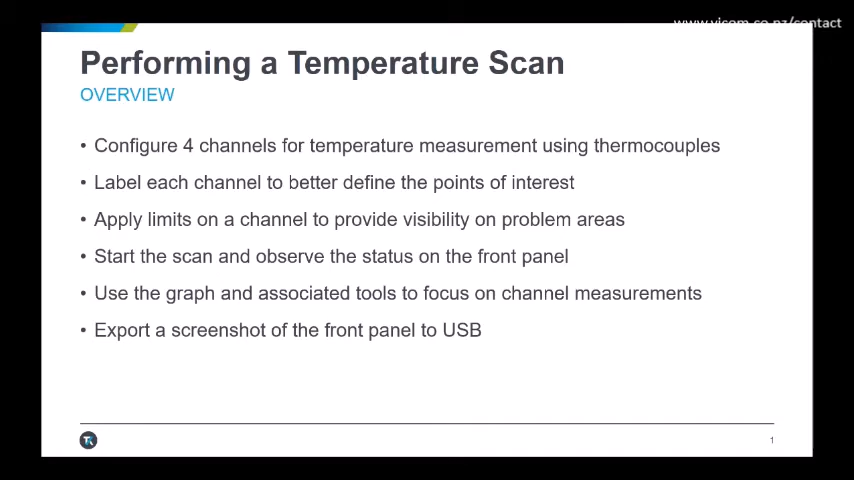 www.vicom.co.nz/contact
Performing a Temperature Scan
OVERVIEW
• Configure 4 channels for temperature measurement using thermocouples
• Label each channel to better define the points of interest
• Apply limits on a channel to provide visibility on problem areas
• Start the scan and observe the status on the front panel
• Use the graph and associated tools to focus on channel measurements
• Export a screenshot of the front panel to USB
TK
1